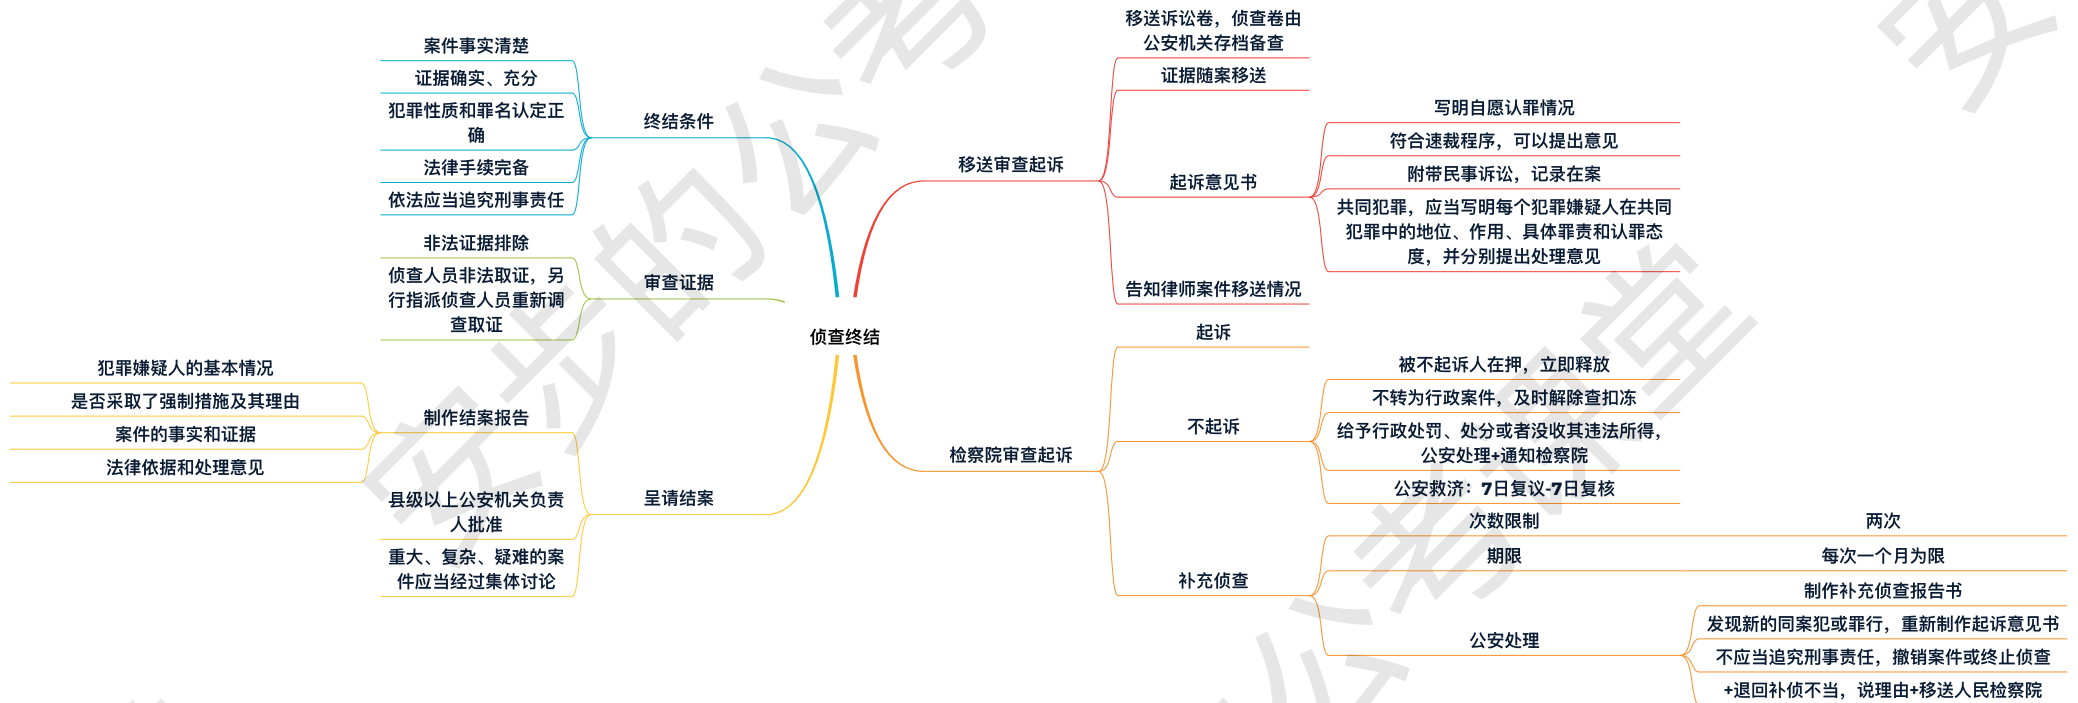 侦查终结
终结条件
案件事实清楚
证据确实、充分
犯罪性质和罪名认定正
确
法律手续完备
依法应当追究刑事责任
审查证据
非法证据排除
侦查人员非法取证，另
行指派侦查人员重新调
查取证
呈请结案
制作结案报告
犯罪嫌疑人的基本情况
是否采取了强制措施及其理由
案件的事实和证据
法律依据和处理意见
县级以上公安机关负责
人批准
重大、复杂、疑难的案
件应当经过集体讨论
移送审查起诉
移送诉讼卷，侦查卷由
公安机关存档备查
证据随案移送
起诉意见书
写明自愿认罪情况
符合速裁程序，可以提出意见
附带民事诉讼，记录在案
共同犯罪，应当写明每个犯罪嫌疑人在共同
犯罪中的地位、作用、具体罪责和认罪态
度，并分别提出处理意见
告知律师案件移送情况
检察院审查起诉
起诉
不起诉
被不起诉人在押，立即释放
不转为行政案件，及时解除查扣冻
给予行政处罚、处分或者没收其违法所得，
公安处理+通知检察院
公安救济：7日复议-7日复核
补充侦查
次数限制
两次
期限
每次一个月为限
公安处理
制作补充侦查报告书
发现新的同案犯或罪行，重新制作起诉意见书
不应当追究刑事责任，撤销案件或终止侦查
+退回补侦不当，说理由+移送人民检察院
安步的公考
公考课堂
安